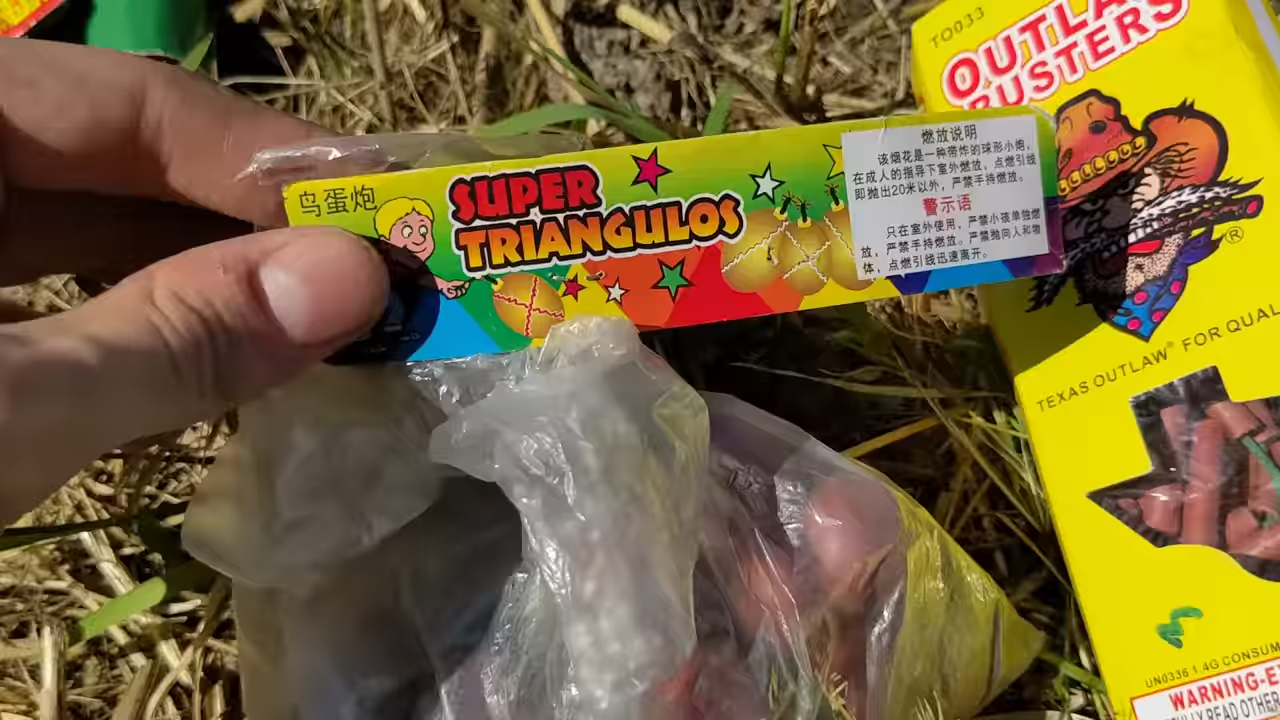 鸟蛋炮
SUPER
TRIANGULOS
燃放说明
该烟花是一种带炸的球形小炮,
在成人的指导下室外燃放,点燃引线
即抛出20米以外,严禁手持燃放。
警示语
只在室外使用,严禁小孩单独燃
放,严禁手持燃放。严禁抛向人和物
体,点燃引线迅速离开。
TO033
OUTLA
BUSTERS
®
TEXAS OUTLAW® FOR QUAL
UN0336 1.4G CONSUM
WARNING-E
READ OTHER